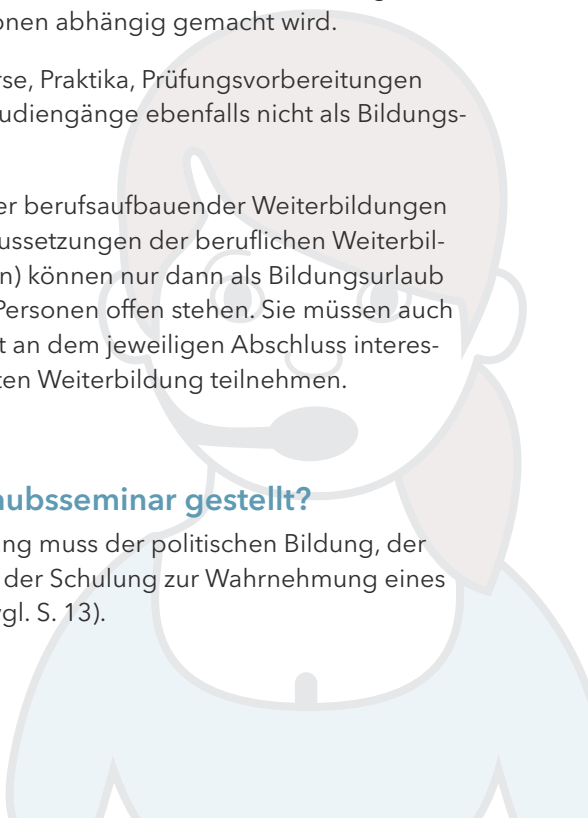 onen abhängig gemacht wird.
rse, Praktika, Prüfungsvorbereitungen
udiengänge ebenfalls nicht als Bildungs-
er berufsaufbauender Weiterbildungen
ussetzungen der beruflichen Weiterbil-
n) können nur dann als Bildungsurlaub
Personen offen stehen. Sie müssen auch
t an dem jeweiligen Abschluss interes-
ten Weiterbildung teilnehmen.
aubsseminar gestellt?
ng muss der politischen Bildung, der
der Schulung zur Wahrnehmung eines
gl. S. 13).